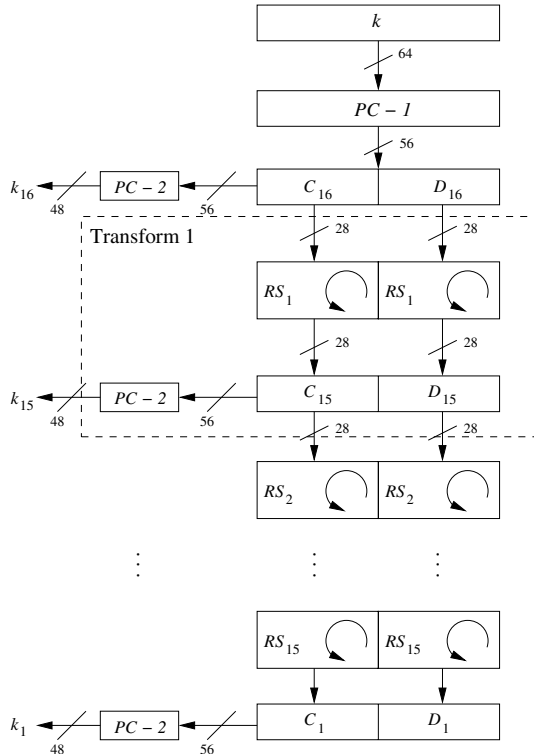 k
64
PC – 1
56
k16 48 PC – 2 56 C16 D16
Transform 1
28 28
RS1 RS1
28 28
k15 48 PC – 2 56 C15 D15
28 28
RS2 RS2
⋮ ⋮ ⋮
RS15 RS15
k1 48 PC – 2 56 C1 D1